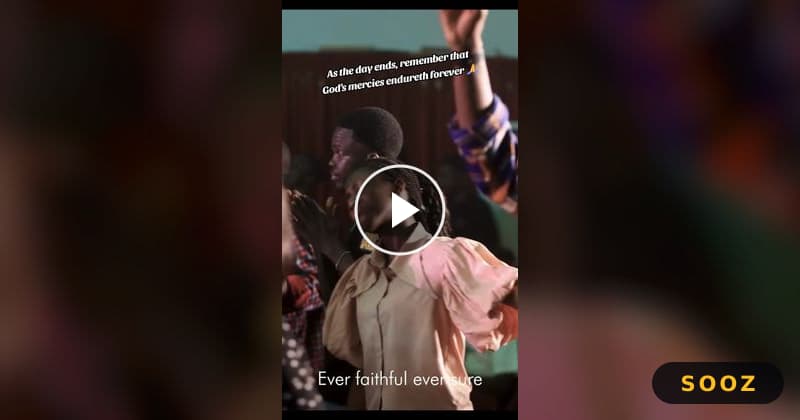 As the day ends, remember that
God's mercies endureth forever 🙏
Ever faithful ever sure
SOOZ